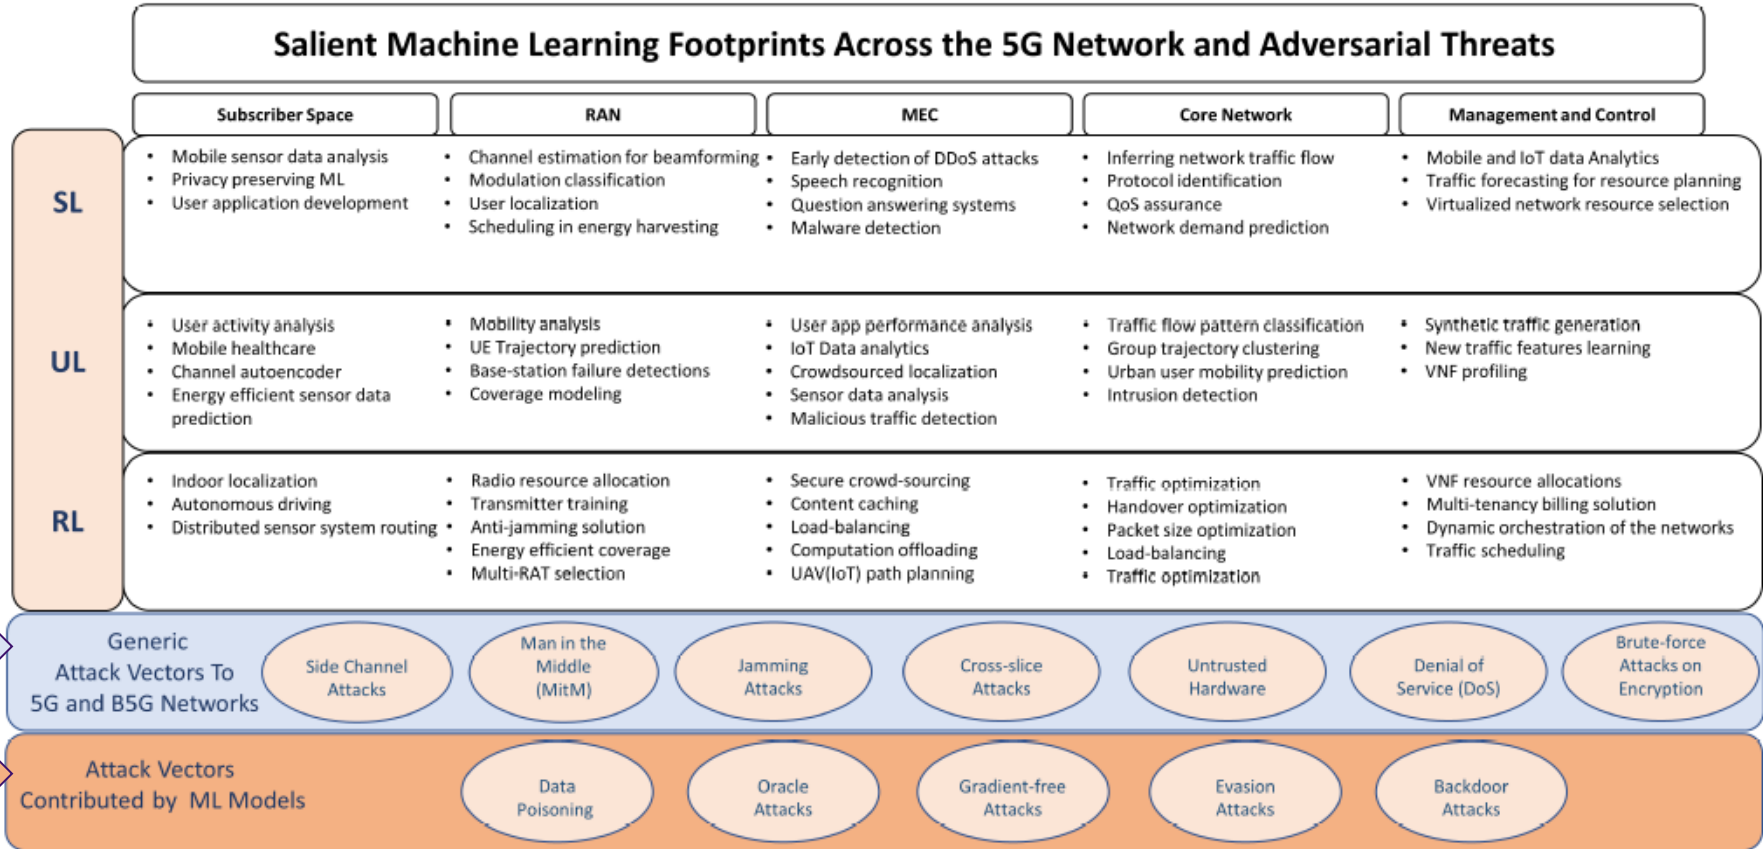 Salient Machine Learning Footprints Across the 5G Network and Adversarial Threats
Subscriber Space
RAN
MEC
Core Network
Management and Control
SL
• Mobile sensor data analysis
• Privacy preserving ML
• User application development
• Channel estimation for beamforming
• Modulation classification
• User localization
• Scheduling in energy harvesting
• Early detection of DDoS attacks
• Speech recognition
• Question answering systems
• Malware detection
• Inferring network traffic flow
• Protocol identification
• QoS assurance
• Network demand prediction
• Mobile and IoT data Analytics
• Traffic forecasting for resource planning
• Virtualized network resource selection
UL
• User activity analysis
• Mobile healthcare
• Channel autoencoder
• Energy efficient sensor data
prediction
• Mobility analysis
• UE Trajectory prediction
• Base-station failure detections
• Coverage modeling
• User app performance analysis
• IoT Data analytics
• Crowdsourced localization
• Sensor data analysis
• Malicious traffic detection
• Traffic flow pattern classification
• Group trajectory clustering
• Urban user mobility prediction
• Intrusion detection
• Synthetic traffic generation
• New traffic features learning
• VNF profiling
RL
• Indoor localization
• Autonomous driving
• Distributed sensor system routing
• Radio resource allocation
• Transmitter training
• Anti-jamming solution
• Energy efficient coverage
• Multi-RAT selection
• Secure crowd-sourcing
• Content caching
• Load-balancing
• Computation offloading
• UAV(IoT) path planning
• Traffic optimization
• Handover optimization
• Packet size optimization
• Load-balancing
• Traffic optimization
• VNF resource allocations
• Multi-tenancy billing solution
• Dynamic orchestration of the networks
• Traffic scheduling
Generic
Attack Vectors To
5G and B5G Networks
Side Channel
Attacks
Man in the
Middle
(MitM)
Jamming
Attacks
Cross-slice
Attacks
Untrusted
Hardware
Denial of
Service (DoS)
Brute-force
Attacks on
Encryption
Attack Vectors
Contributed by ML Models
Data
Poisoning
Oracle
Attacks
Gradient-free
Attacks
Evasion
Attacks
Backdoor
Attacks